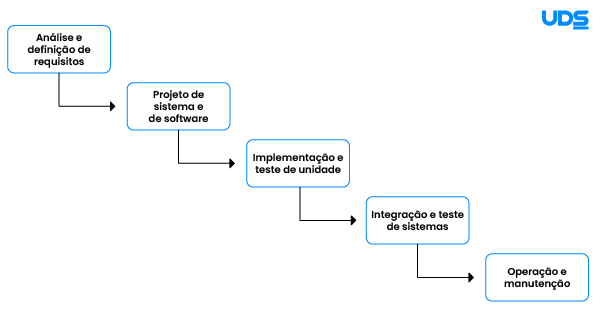 UDS
Análise e
definição de
requisitos
Projeto de
sistema e
de software
Implementação e
teste de unidade
Integração e teste
de sistemas
Operação e
manutenção